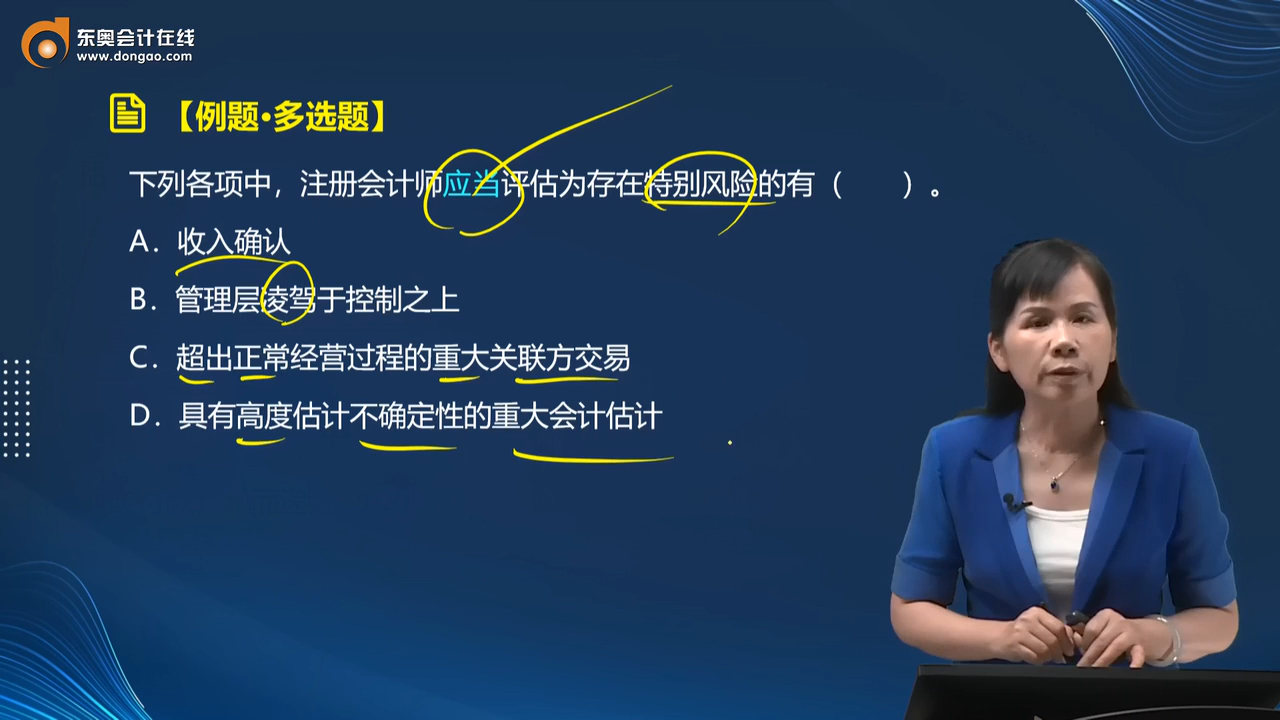 东奥会计在线
www.dongao.com
【例题•多选题】
下列各项中，注册会计师应当评估为存在特别风险的有（　　）。
A．收入确认
B．管理层凌驾于控制之上
C．超出正常经营过程的重大关联方交易
D．具有高度估计不确定性的重大会计估计